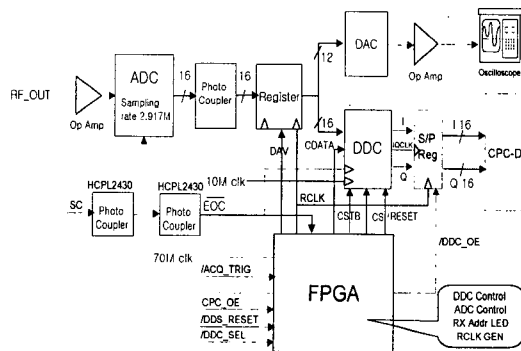 RF_OUT
Op Amp
ADC
Sampling
rate 2.917M
16
Photo
Coupler
16
Register
12
DAC
Op Amp
Oscilloscope
16
DAV
CDATA
DDC
I
IQCLK
Q
S/P
Reg
I 16
Q 16
CPC-D
10M clk
RCLK
CSTB
CS
/RESET
HCPL2430
SC
Photo
Coupler
HCPL2430
Photo
Coupler
EOC
701M clk
/DDC_OE
/ACQ_TRIG
CPC_OE
/DDS_RESET
/DDC_SEL
FPGA
DDC Control
ADC Control
RX Addr LED
RCLK GEN